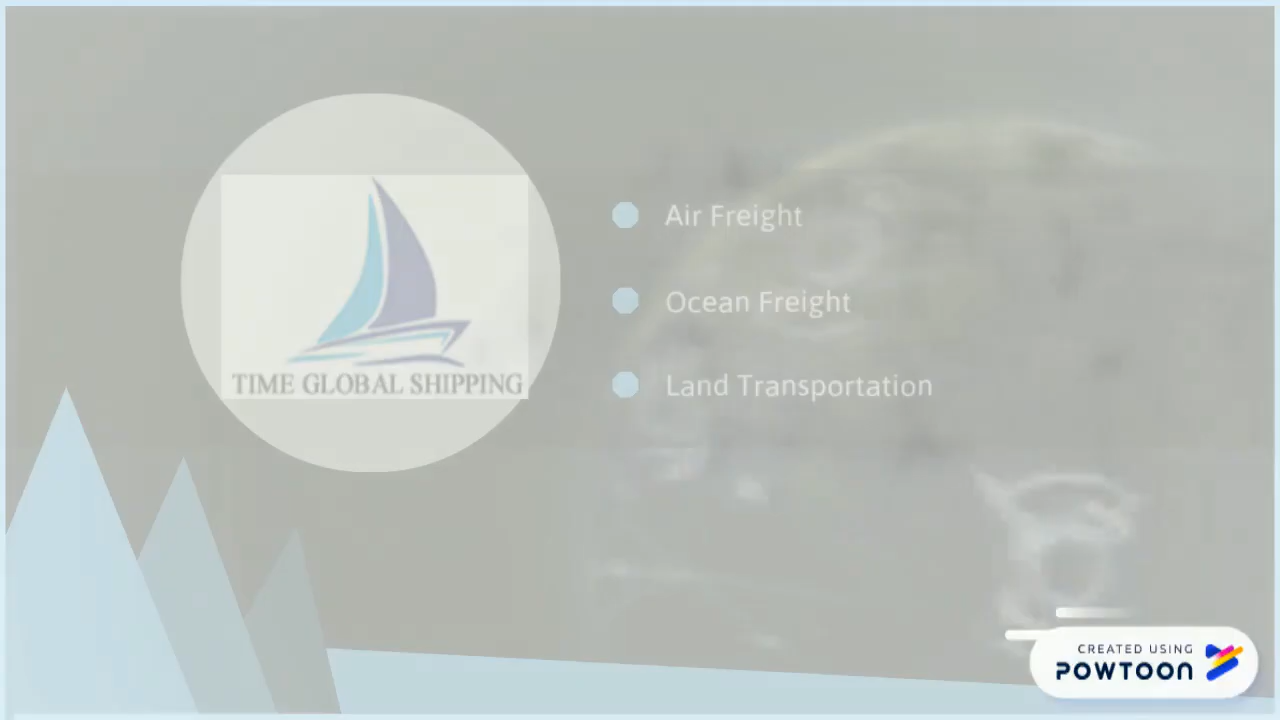 TIME GLOBAL SHIPPING
Air Freight
Ocean Freight
Land Transportation
CREATED USING
POWTOON